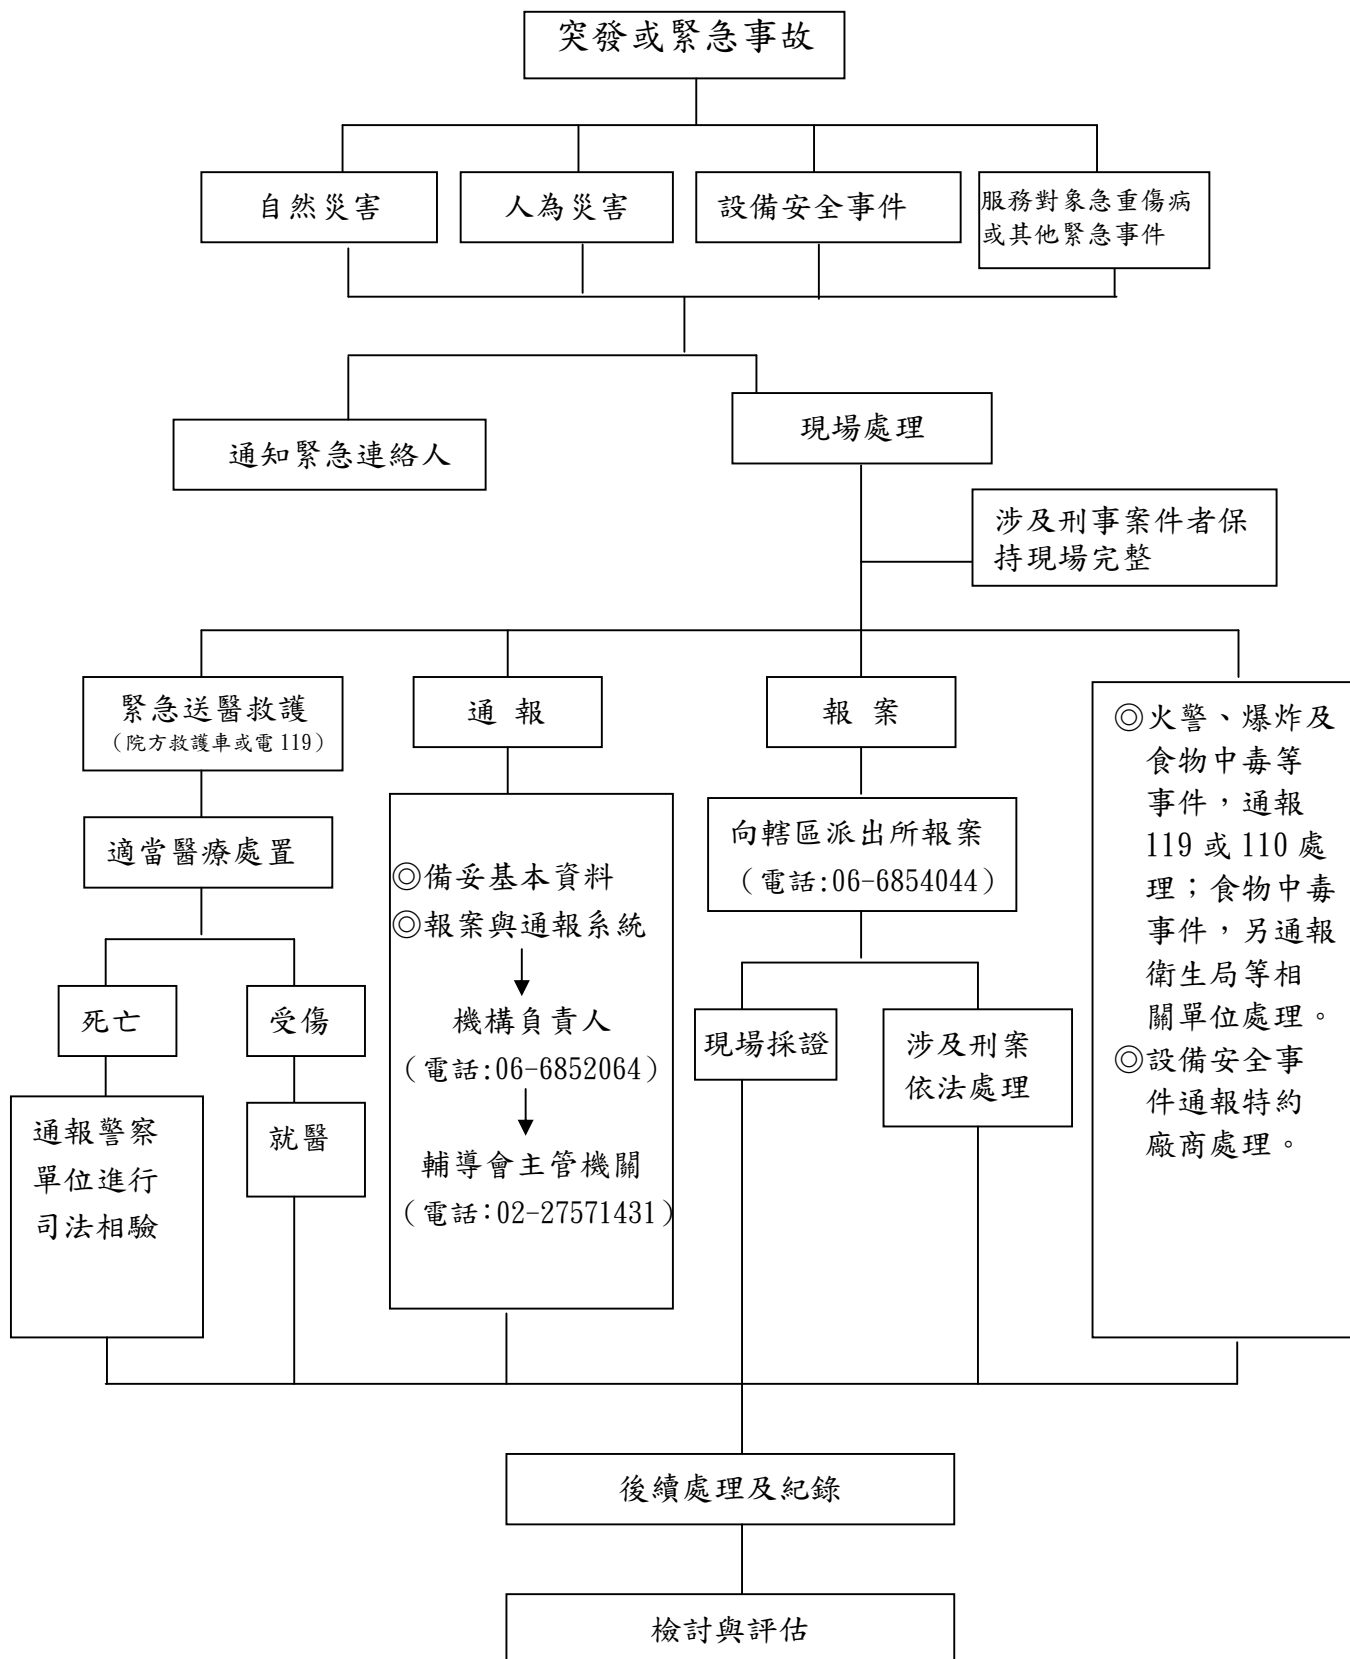 突發或緊急事故
自然災害
人為災害
設備安全事件
服務對象急重傷病
或其他緊急事件
通知緊急連絡人
現場處理
涉及刑事案件者保
持現場完整
緊急送醫救護
（院方救護車或電 119）
適當醫療處置
死亡
受傷
通報警察
單位進行
司法相驗
就醫
通 報
◎備妥基本資料
◎報案與通報系統
機構負責人
（電話:06-6852064）
輔導會主管機關
（電話:02-27571431）
報 案
向轄區派出所報案
（電話:06-6854044）
現場採證
涉及刑案
依法處理
◎火警、爆炸及
食物中毒等
事件，通報
119 或 110 處
理；食物中毒
事件，另通報
衛生局等相
關單位處理。
◎設備安全事
件通報特約
廠商處理。
後續處理及紀錄
檢討與評估